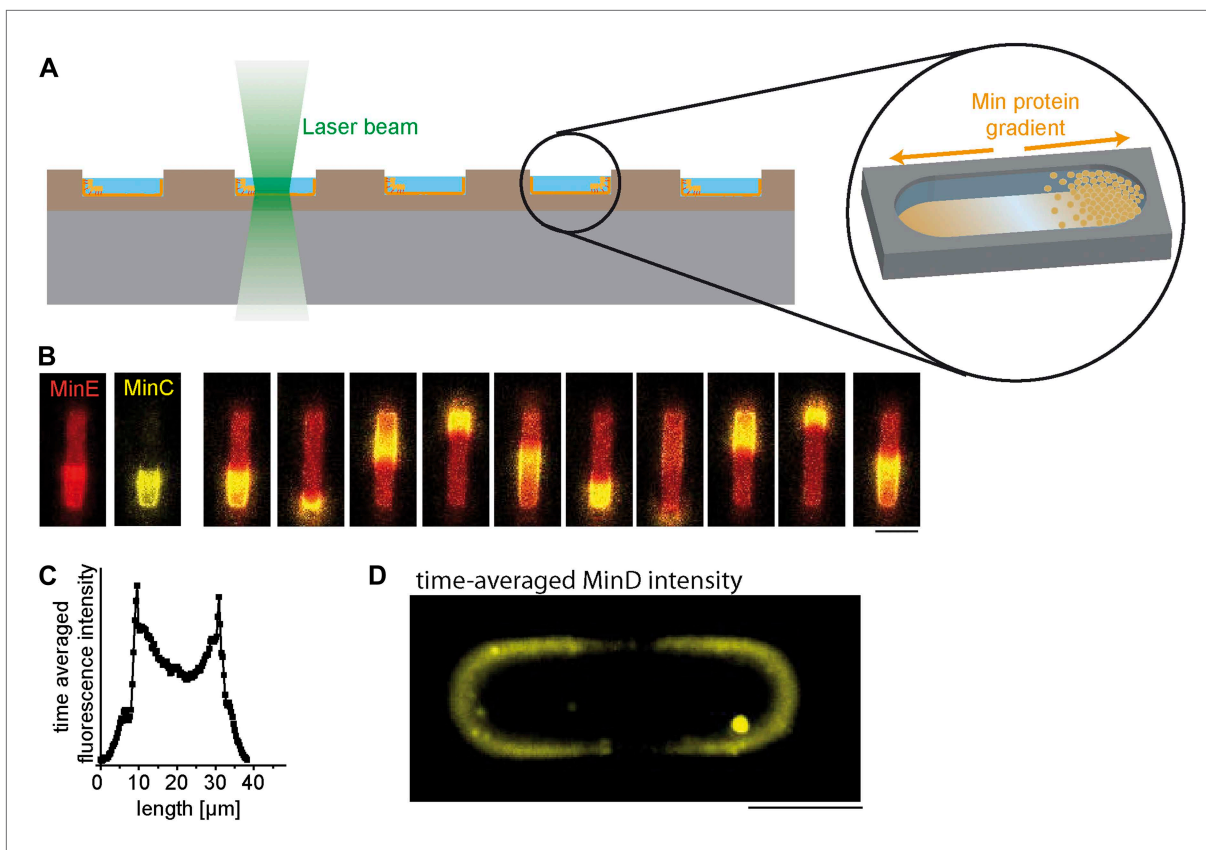 A
Laser beam
Min protein
gradient
B
MinE
MinC
C
time averaged
fluorescence intensity
0 10 20 30 40
length [µm]
D
time-averaged MinD intensity